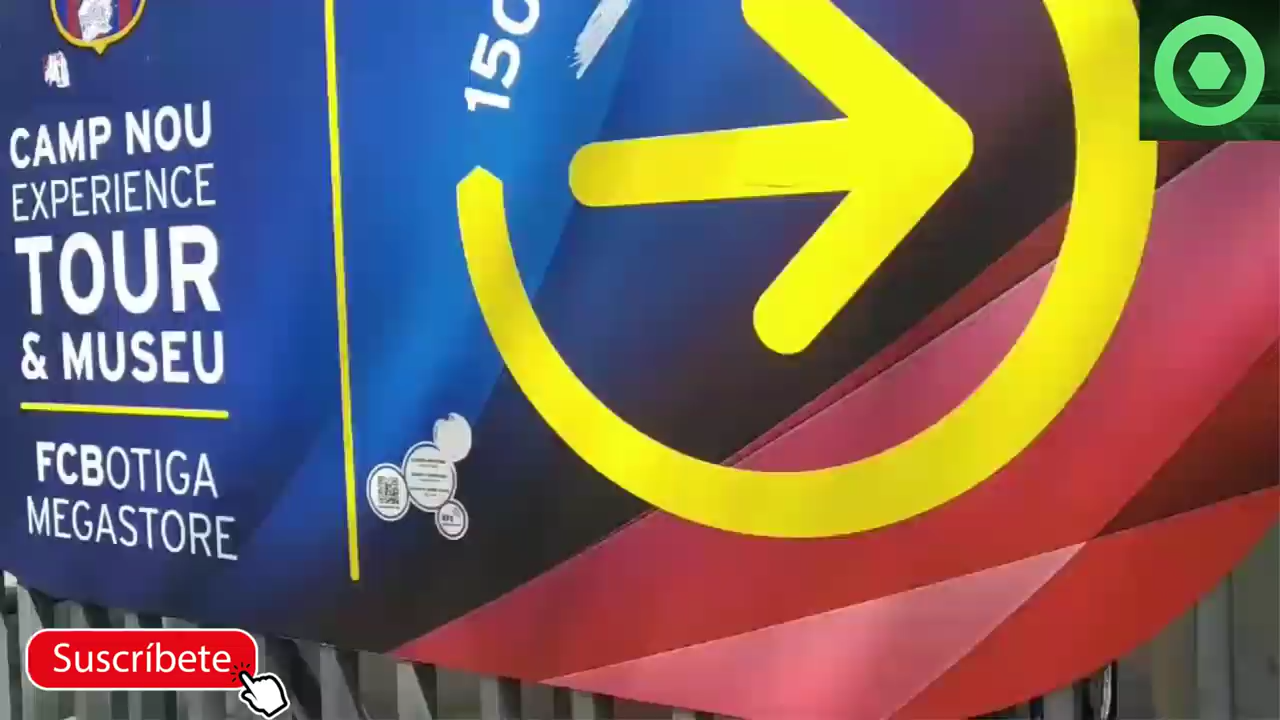 CAMP NOU
EXPERIENCE
TOUR
& MUSEU
FCBOTIGA
MEGASTORE
150
Suscríbete